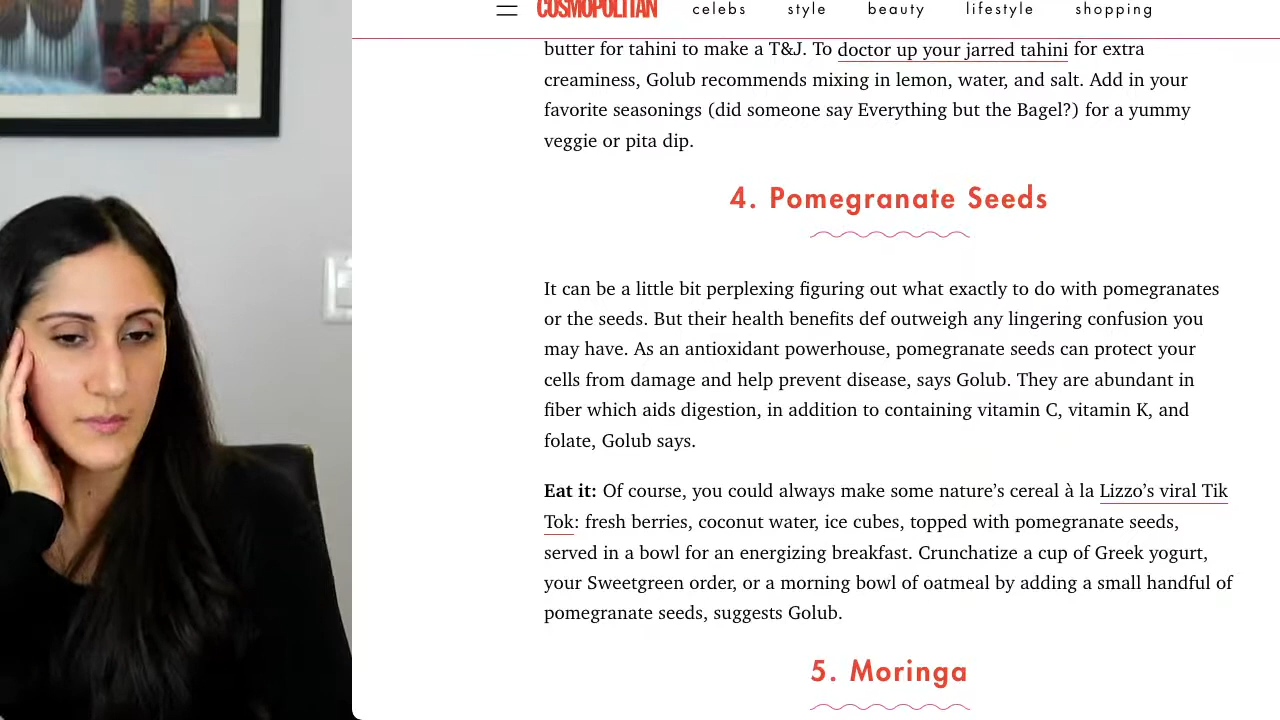 COSMOPOLITAN celebs style beauty lifestyle shopping
butter for tahini to make a T&J. To doctor up your jarred tahini for extra
creaminess, Golub recommends mixing in lemon, water, and salt. Add in your
favorite seasonings (did someone say Everything but the Bagel?) for a yummy
veggie or pita dip.
4. Pomegranate Seeds
It can be a little bit perplexing figuring out what exactly to do with pomegranates
or the seeds. But their health benefits def outweigh any lingering confusion you
may have. As an antioxidant powerhouse, pomegranate seeds can protect your
cells from damage and help prevent disease, says Golub. They are abundant in
fiber which aids digestion, in addition to containing vitamin C, vitamin K, and
folate, Golub says.
Eat it: Of course, you could always make some nature’s cereal à la Lizzo’s viral Tik
Tok: fresh berries, coconut water, ice cubes, topped with pomegranate seeds,
served in a bowl for an energizing breakfast. Crunchatize a cup of Greek yogurt,
your Sweetgreen order, or a morning bowl of oatmeal by adding a small handful of
pomegranate seeds, suggests Golub.
5. Moringa